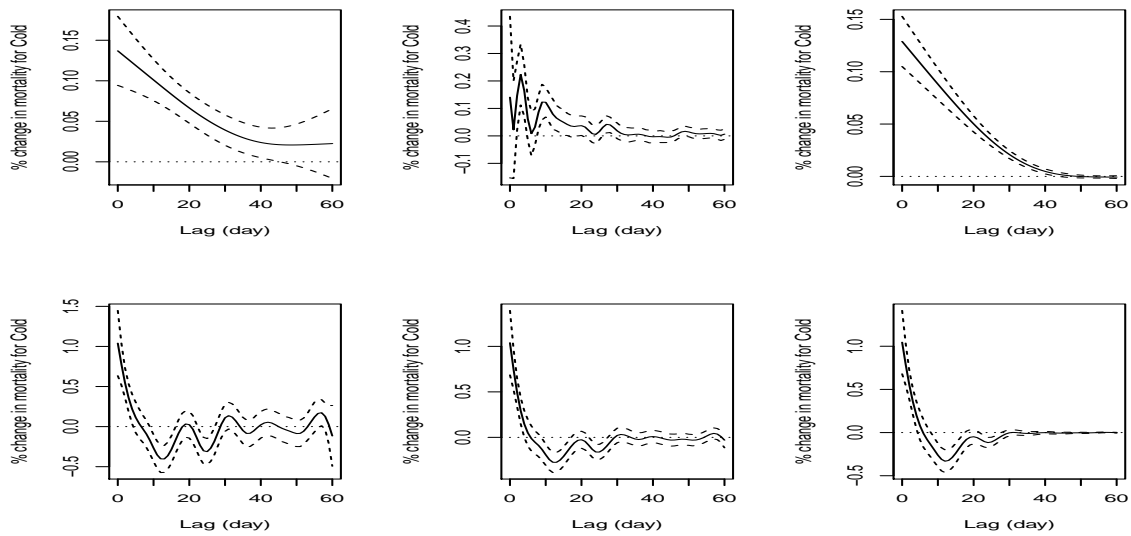 % change in mortality for Cold
0.00 0.05 0.10 0.15
0 20 40 60
Lag (day)
% change in mortality for Cold
-0.1 0.0 0.1 0.2 0.3 0.4
0 20 40 60
Lag (day)
% change in mortality for Cold
0.00 0.05 0.10 0.15
0 20 40 60
Lag (day)
% change in mortality for Cold
-0.5 0.0 0.5 1.0 1.5
0 20 40 60
Lag (day)
% change in mortality for Cold
0.0 0.5 1.0
0 20 40 60
Lag (day)
% change in mortality for Cold
-0.5 0.0 0.5 1.0
0 20 40 60
Lag (day)